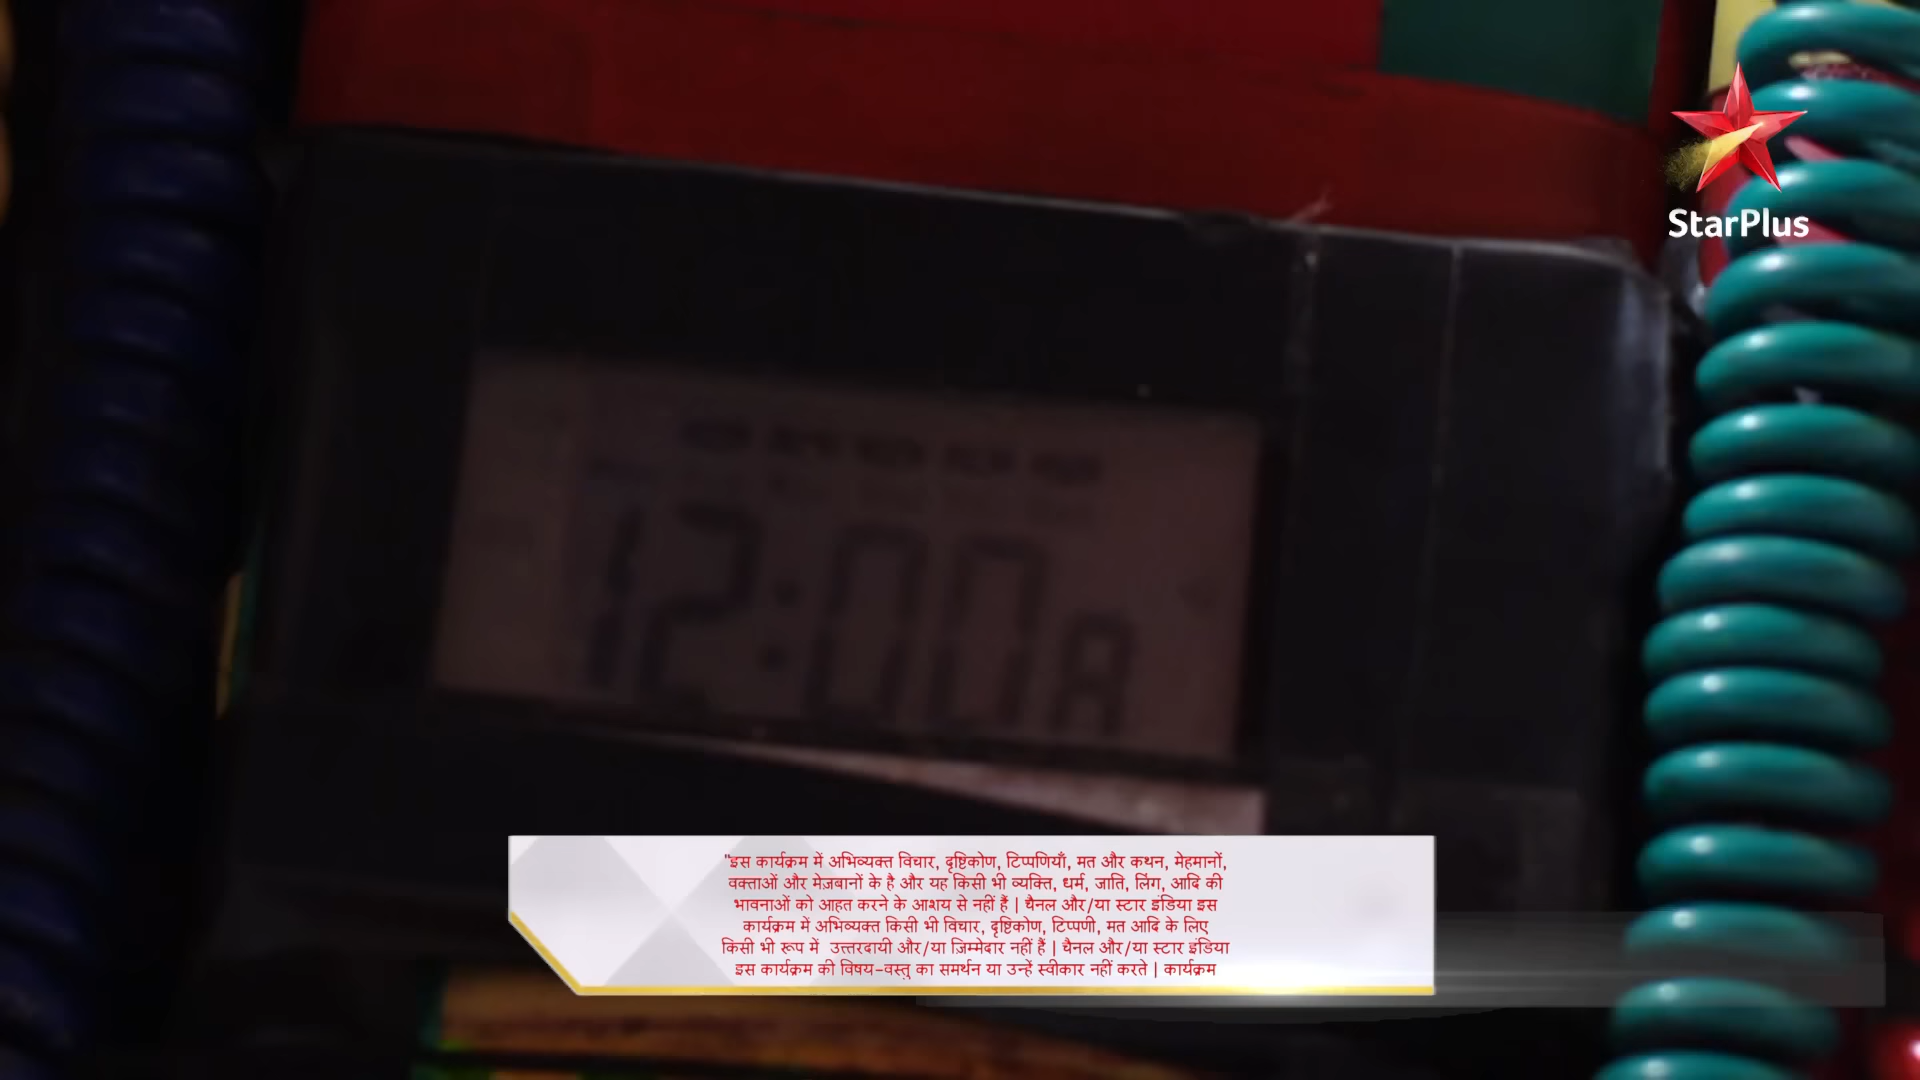 StarPlus
12:00A
"इस कार्यक्रम में अभिव्यक्त विचार, दृष्टिकोण, टिप्पणियाँ, मत और कथन, मेहमानों,
वक्ताओं और मेज़बानों के है और यह किसी भी व्यक्ति, धर्म, जाति, लिंग, आदि की
भावनाओं को आहत करने के आशय से नहीं हैं | चैनल और/या स्टार इंडिया इस
कार्यक्रम में अभिव्यक्त किसी भी विचार, दृष्टिकोण, टिप्पणी, मत आदि के लिए
किसी भी रूप में उत्तरदायी और/या ज़िम्मेदार नहीं हैं | चैनल और/या स्टार इंडिया
इस कार्यक्रम की विषय-वस्तु का समर्थन या उन्हें स्वीकार नहीं करते | कार्यक्रम